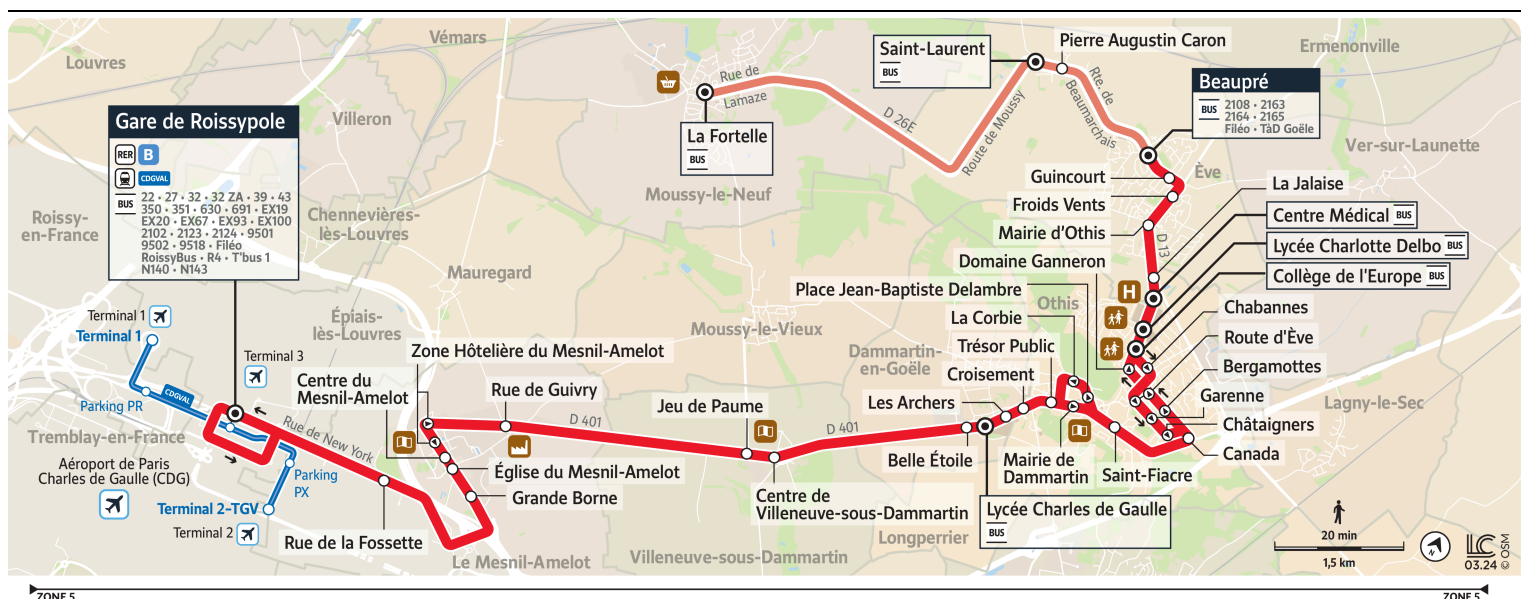 Louvres
Vémars
Villeron
Roissy-
en-France
Chennevières-
lès-Louvres
Mauregard
Épiais-
lès-Louvres
Gare de Roissypole
RER B
CDGVAL
BUS
22 • 27 • 32 • 32 ZA • 39 • 43
350 • 351 • 630 • 691 • EX19
EX20 • EX67 • EX93 • EX100
2102 • 2123 • 2124 • 9501
9502 • 9518 • Filéo
RoissyBus • R4 • T'bus 1
N140 • N143
Terminal 1
Terminal 1
Parking PR
CDGVAL
Terminal 3
Tremblay-en-France
Aéroport de Paris
Charles de Gaulle (CDG)
Parking
PX
Terminal 2-TGV
Terminal 2
Rue de New York
Rue de la Fossette
Centre du
Mesnil-Amelot
Zone Hôtelière du Mesnil-Amelot
Rue de Guivry
Église du Mesnil-Amelot
Grande Borne
Le Mesnil-Amelot
D 401
Jeu de Paume
Centre de
Villeneuve-sous-Dammartin
Villeneuve-sous-Dammartin
D 401
Moussy-le-Vieux
Moussy-le-Neuf
La Fortelle
BUS
Rue de
Lamaze
D 26E
Route de Moussy
Saint-Laurent
BUS
Pierre Augustin Caron
Rte. de
Beaumarchais
Ermenonville
Beaupré
BUS
2108 • 2163
2164 • 2165
Filéo • TàD Goële
Ver-sur-Launette
Ève
Guincourt
Froids Vents
Mairie d'Othis
D 13
La Jalaise
Centre Médical BUS
Lycée Charlotte Delbo BUS
Collège de l'Europe BUS
H
Othis
Domaine Ganneron
Place Jean-Baptiste Delambre
La Corbie
Trésor Public
Croisement
Les Archers
Dammartin-
en-Goële
Belle Étoile
Lycée Charles de Gaulle
BUS
Longperrier
Mairie de
Dammartin
Saint-Fiacre
Chabannes
Route d'Ève
Bergamottes
Garenne
Châtaigners
Canada
Lagny-le-Sec
20 min
1,5 km
N
LC
03.24 © OSM
ZONE 5
ZONE 5